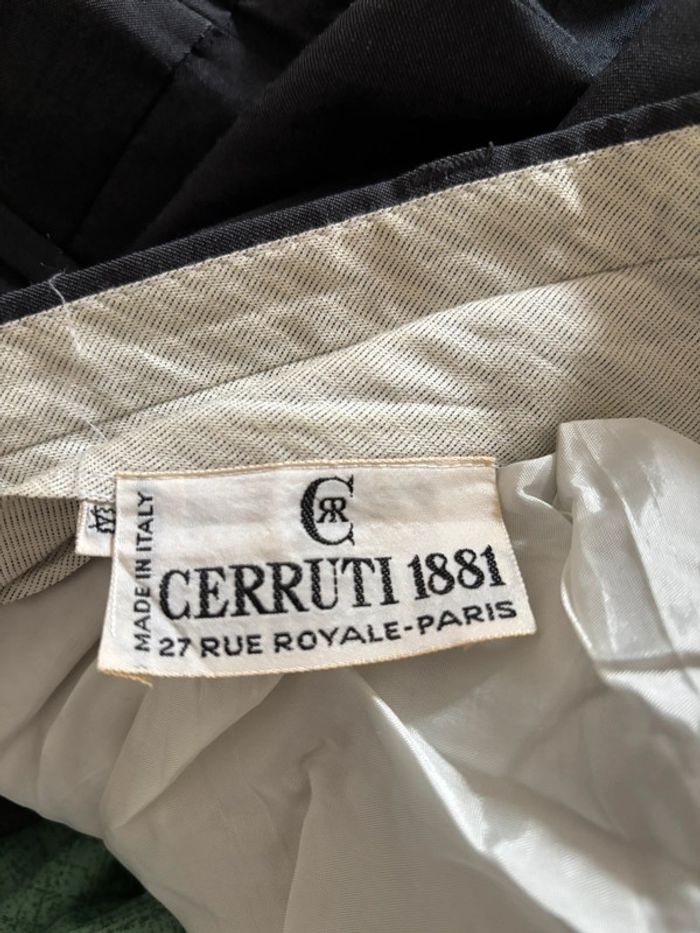 MADE IN ITALY
CERRUTI 1881
27 RUE ROYALE-PARIS